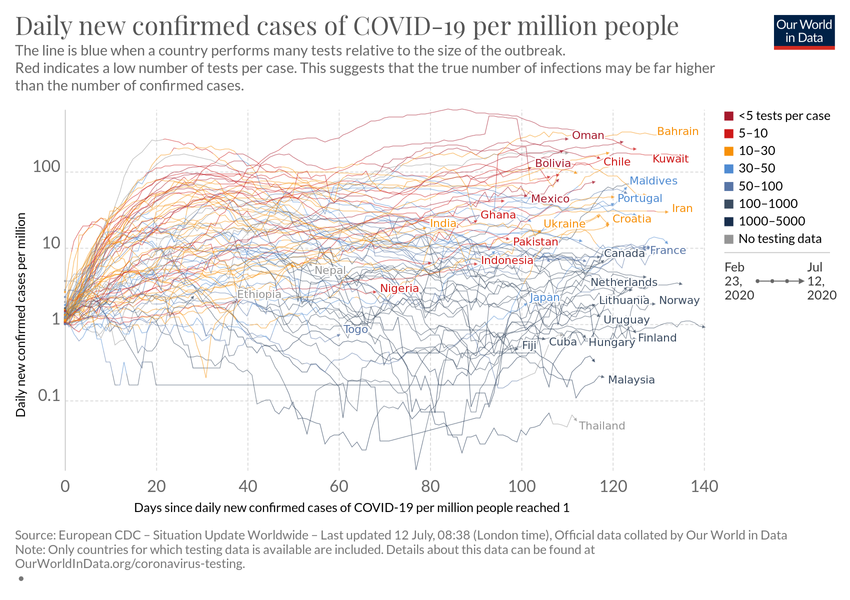 Daily new confirmed cases of COVID-19 per million people
Our World
in Data
The line is blue when a country performs many tests relative to the size of the outbreak.
Red indicates a low number of tests per case. This suggests that the true number of infections may be far higher
than the number of confirmed cases.
<5 tests per case
5–10
10–30
30–50
50–100
100–1000
1000–5000
No testing data
Feb
23,
2020
Jul
12,
2020
Daily new confirmed cases per million
100
10
1
0.1
Oman
Bahrain
Bolivia
Chile
Kuwait
Maldives
Mexico
Portugal
Iran
Ghana
India
Ukraine
Croatia
Pakistan
Canada
France
Indonesia
Nepal
Netherlands
Nigeria
Ethiopia
Japan
Lithuania
Norway
Uruguay
Togo
Fiji
Cuba
Hungary
Finland
Malaysia
Thailand
0
20
40
60
80
100
120
140
Days since daily new confirmed cases of COVID-19 per million people reached 1
Source: European CDC – Situation Update Worldwide – Last updated 12 July, 08:38 (London time), Official data collated by Our World in Data
Note: Only countries for which testing data is available are included. Details about this data can be found at
OurWorldInData.org/coronavirus-testing.
•